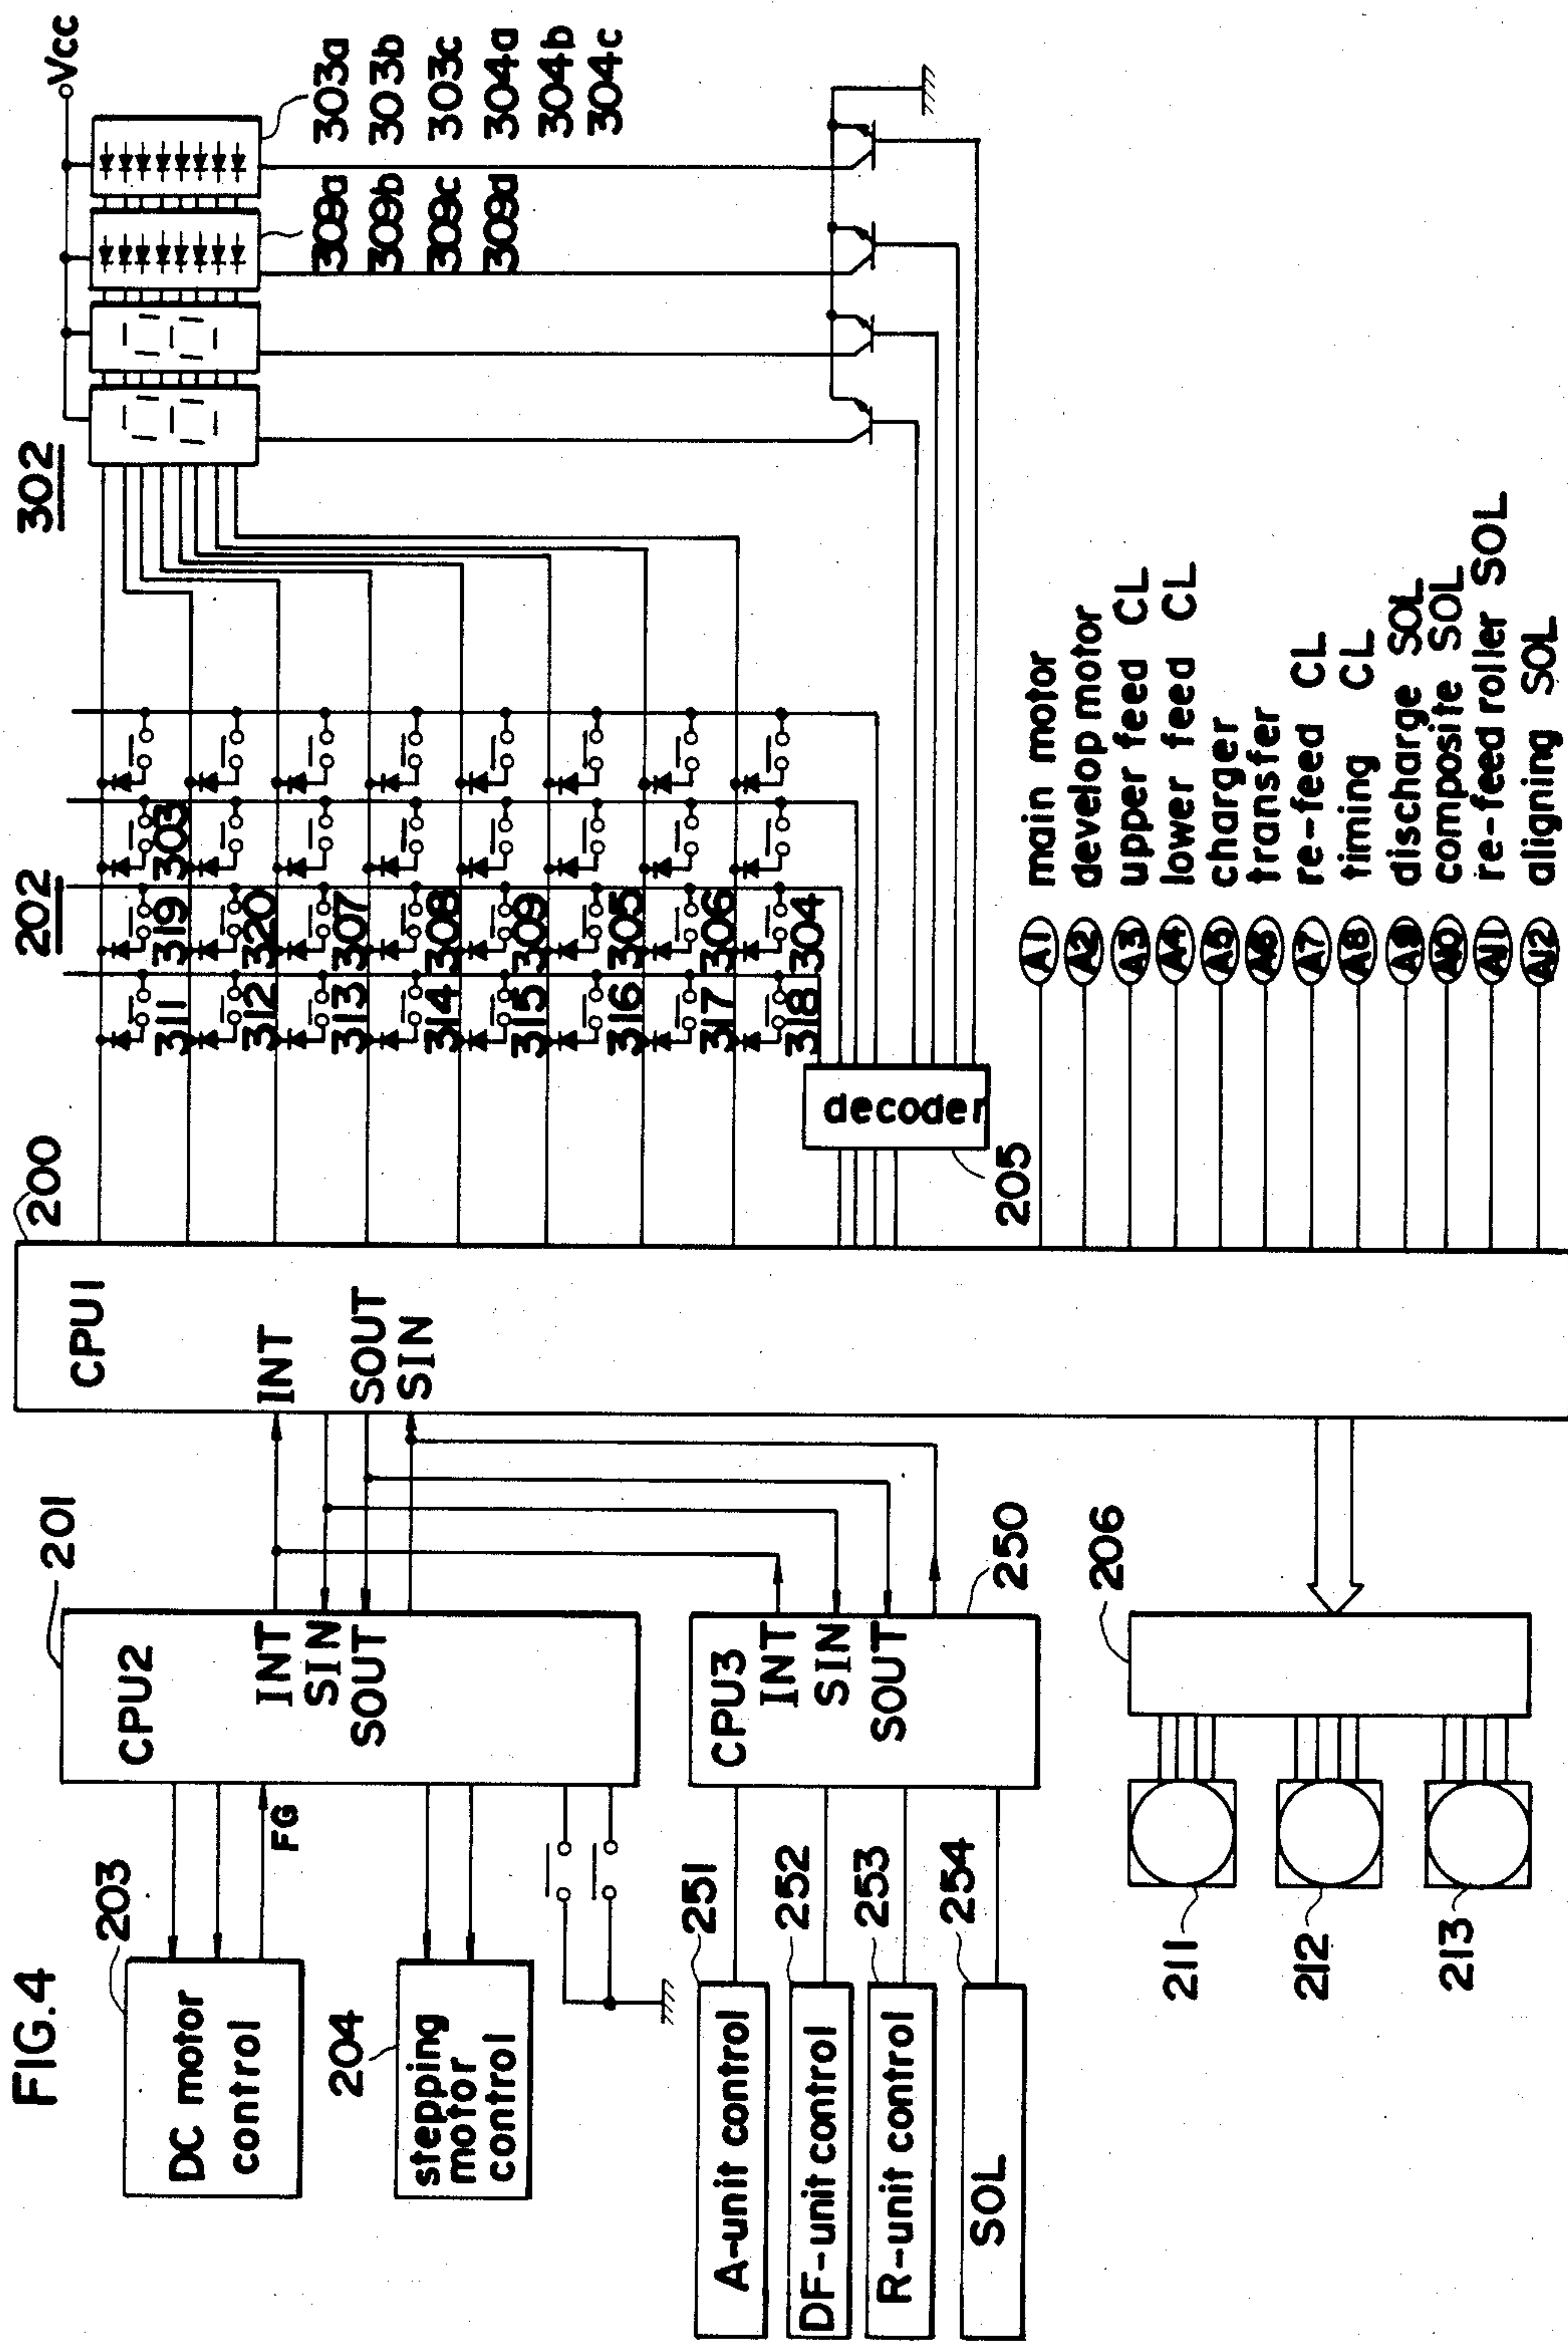 FIG.4
203
DC motor
control
FG
204
stepping
motor
control
201
CPU2
INT
SIN
SOUT
200
CPU1
INT
SOUT
SIN
202
311
312
313
314
315
316
317
318
319
320
307
308
309
305
306
304
303
302
Vcc
303a
303b
303c
304a
304b
304c
309a
309b
309c
309d
decoder
205
251
A-unit control
252
DF-unit control
253
R-unit control
254
SOL
CPU3
INT
SIN
SOUT
250
206
211
212
213
A1 main motor
A2 develop motor
A3 upper feed CL
A4 lower feed CL
A5 charger
A6 transfer
A7 re-feed CL
A8 timing CL
A9 discharge SOL
A10 composite SOL
A11 re-feed roller SOL
A12 aligning SOL